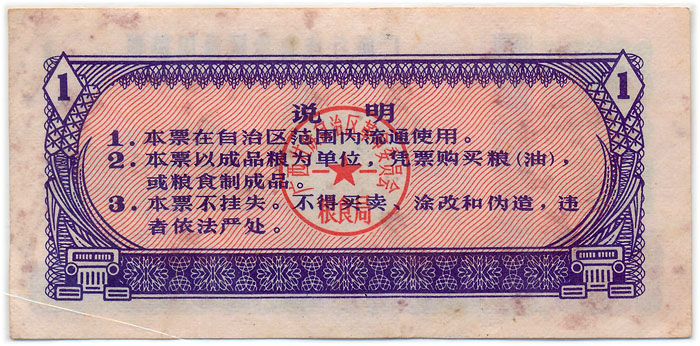 1
1
说 明
1．本票在自治区范围内流通使用。
2．本票以成品粮为单位，凭票购买粮(油)，
或粮食制成品。
3．本票不挂失。不得买卖、涂改和伪造，违
者依法严处。
粮食局